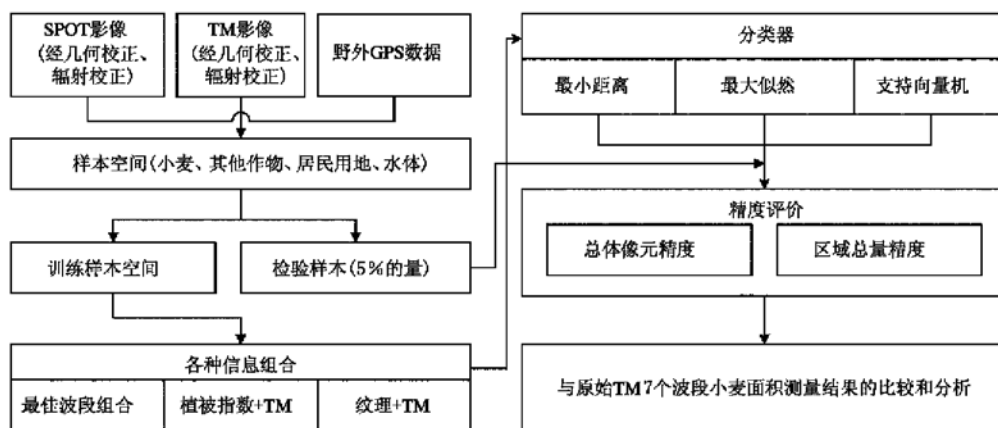 SPOT影像
(经几何校正、
辐射校正)
TM影像
(经几何校正、
辐射校正)
野外GPS数据
样本空间(小麦、其他作物、居民用地、水体)
训练样本空间
检验样本(5%的量)
各种信息组合
最佳波段组合
植被指数+TM
纹理+TM
分类器
最小距离
最大似然
支持向量机
精度评价
总体像元精度
区域总量精度
与原始TM7个波段小麦面积测量结果的比较和分析